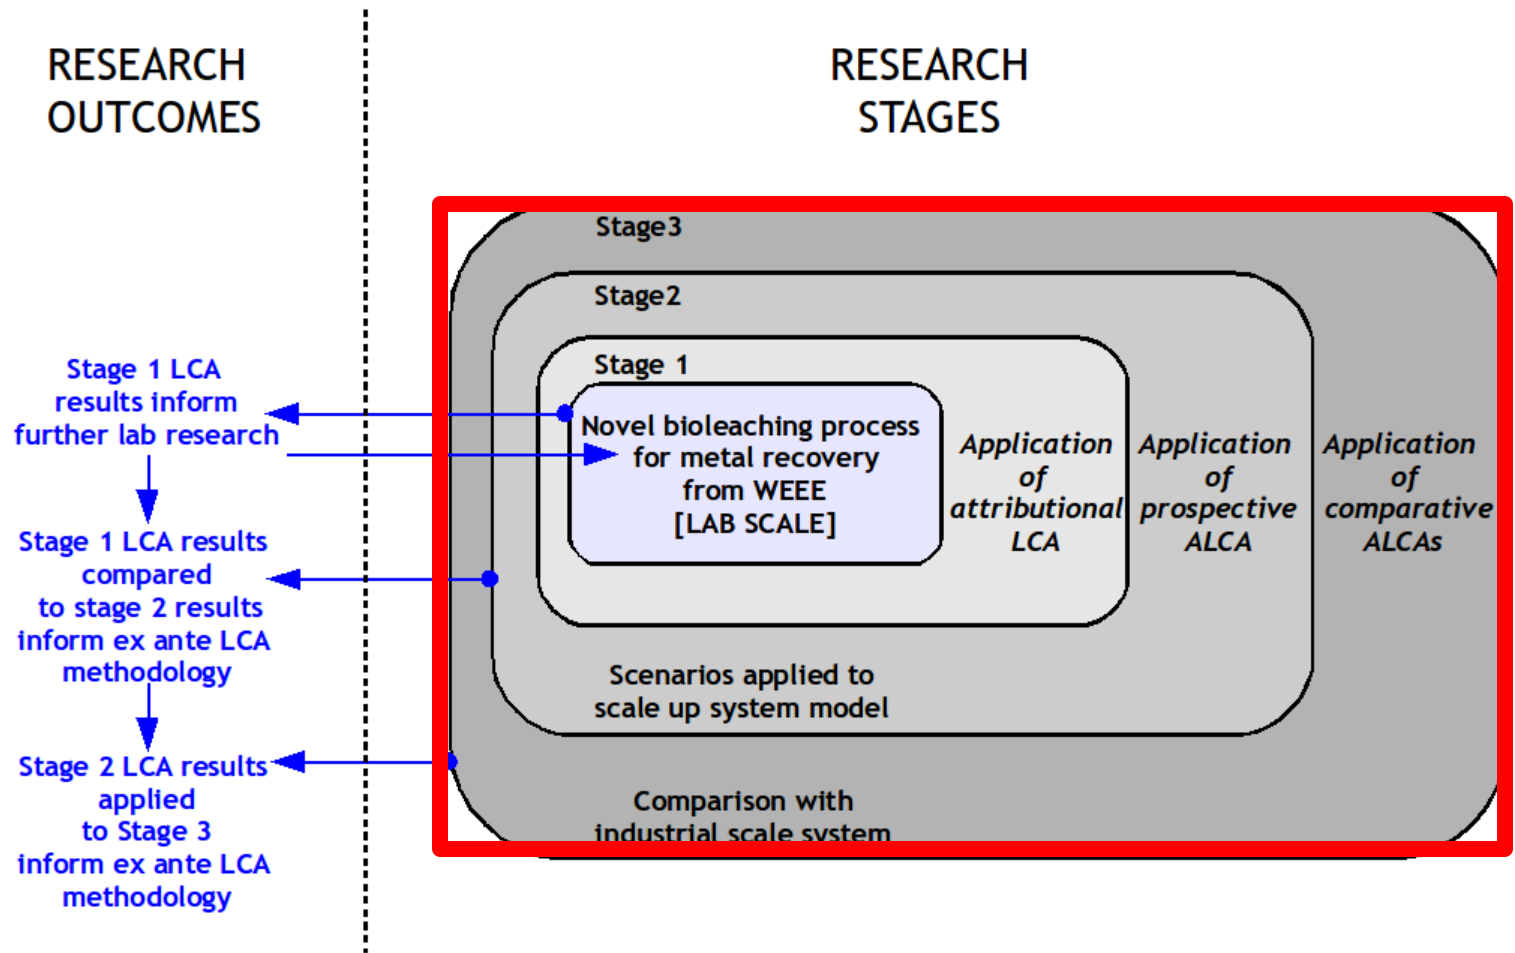 RESEARCH
OUTCOMES
RESEARCH
STAGES
Stage 1 LCA
results inform
further lab research
Stage 1 LCA results
compared
to stage 2 results
inform ex ante LCA
methodology
Stage 2 LCA results
applied
to Stage 3
inform ex ante LCA
methodology
Stage3
Stage2
Stage 1
Novel bioleaching process
for metal recovery
from WEEE
[LAB SCALE]
Application
of
attributional
LCA
Application
of
prospective
ALCA
Application
of
comparative
ALCAs
Scenarios applied to
scale up system model
Comparison with
industrial scale system